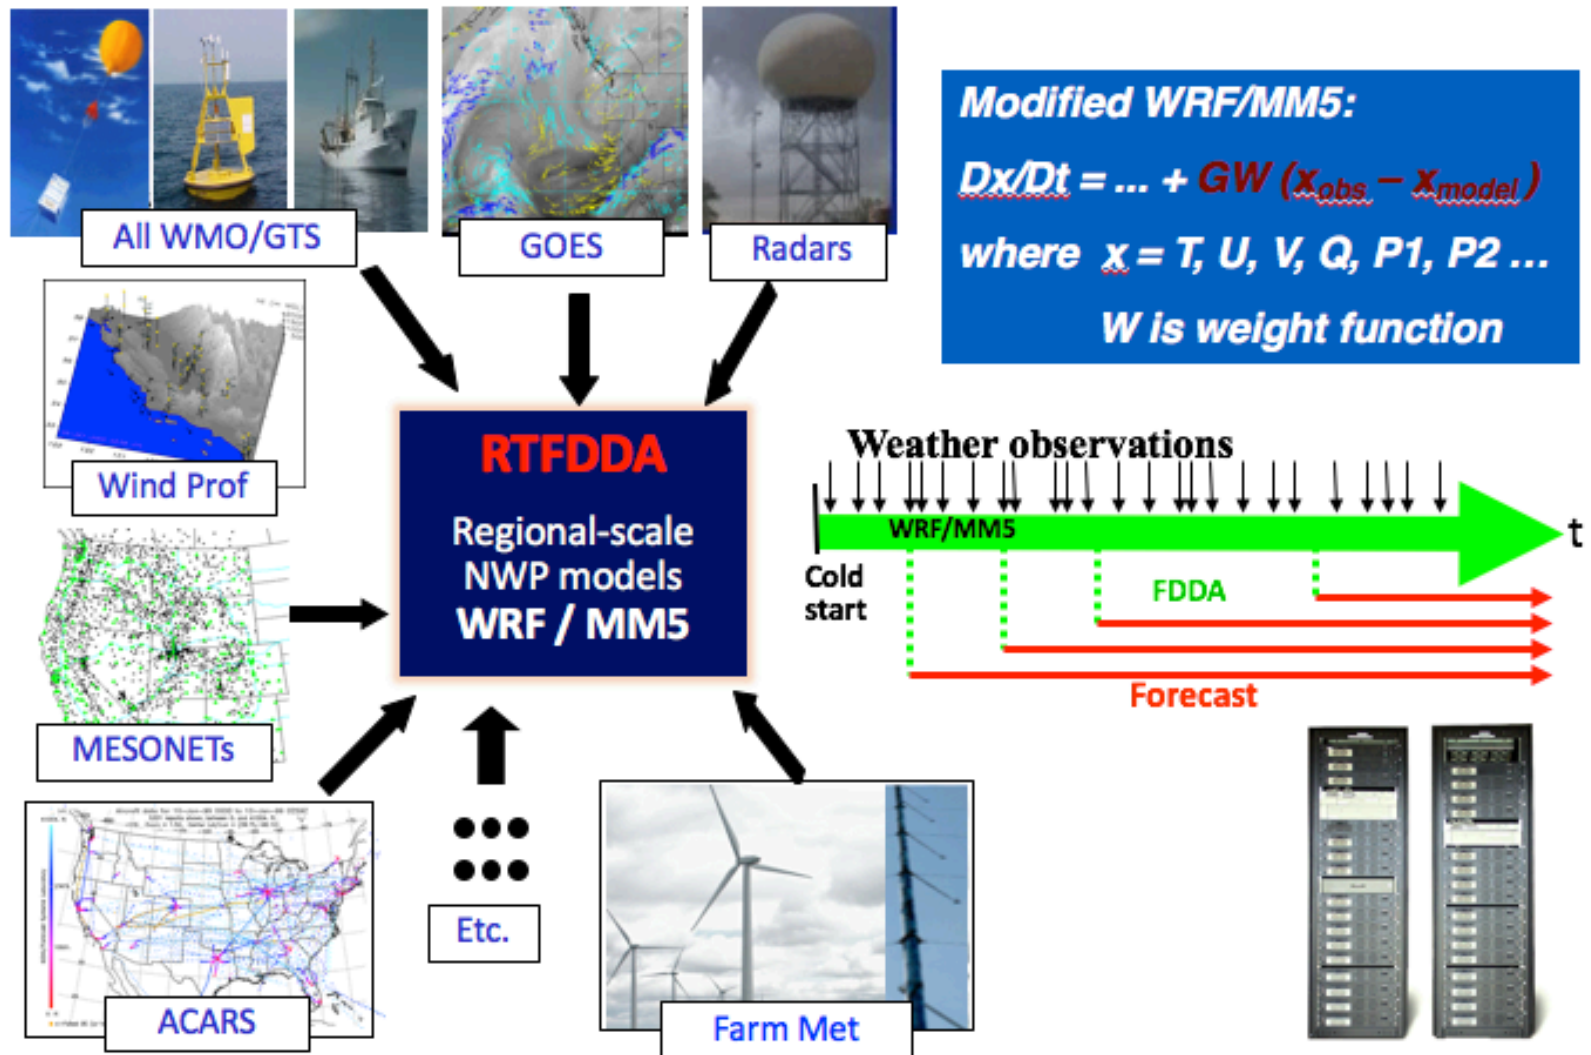 All WMO/GTS
GOES
Radars
Modified WRF/MM5:
Dx/Dt = ... + GW (x_obs – x_model)
where x = T, U, V, Q, P1, P2 ...
W is weight function
Wind Prof
RTFDDA
Regional-scale
NWP models
WRF / MM5
Weather observations
WRF/MM5
t
Cold
start
FDDA
Forecast
MESONETs
ACARS
Etc.
Farm Met